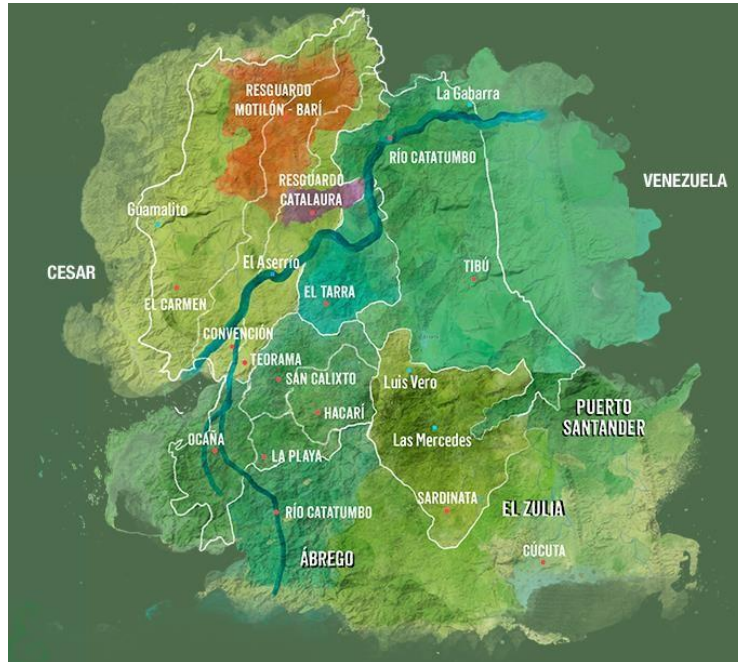 RESGUARDO
MOTILÓN - BARÍ
La Gabarra
RÍO CATATUMBO
RESGUARDO
CATALAURA
VENEZUELA
Guamalito
CESAR
El Aserrío
TIBÚ
EL CARMEN
EL TARRA
CONVENCIÓN
TEORAMA
SAN CALIXTO
Luis Vero
HACARÍ
PUERTO
SANTANDER
Las Mercedes
OCAÑA
LA PLAYA
SARDINATA
EL ZULIA
RÍO CATATUMBO
ÁBREGO
CÚCUTA